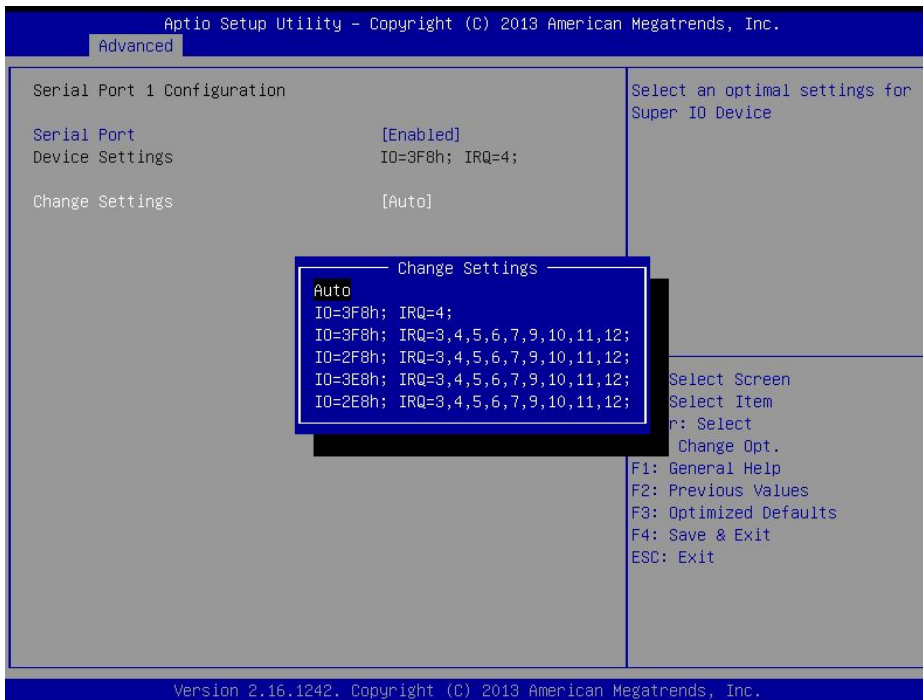 Aptio Setup Utility – Copyright (C) 2013 American Megatrends, Inc.
Advanced
Serial Port 1 Configuration
Serial Port [Enabled]
Device Settings IO=3F8h; IRQ=4;
Change Settings [Auto]
Select an optimal settings for
Super IO Device
Change Settings
Auto
IO=3F8h; IRQ=4;
IO=3F8h; IRQ=3,4,5,6,7,9,10,11,12;
IO=2F8h; IRQ=3,4,5,6,7,9,10,11,12;
IO=3E8h; IRQ=3,4,5,6,7,9,10,11,12;
IO=2E8h; IRQ=3,4,5,6,7,9,10,11,12;
Select Screen
Select Item
r: Select
Change Opt.
F1: General Help
F2: Previous Values
F3: Optimized Defaults
F4: Save & Exit
ESC: Exit
Version 2.16.1242. Copyright (C) 2013 American Megatrends, Inc.